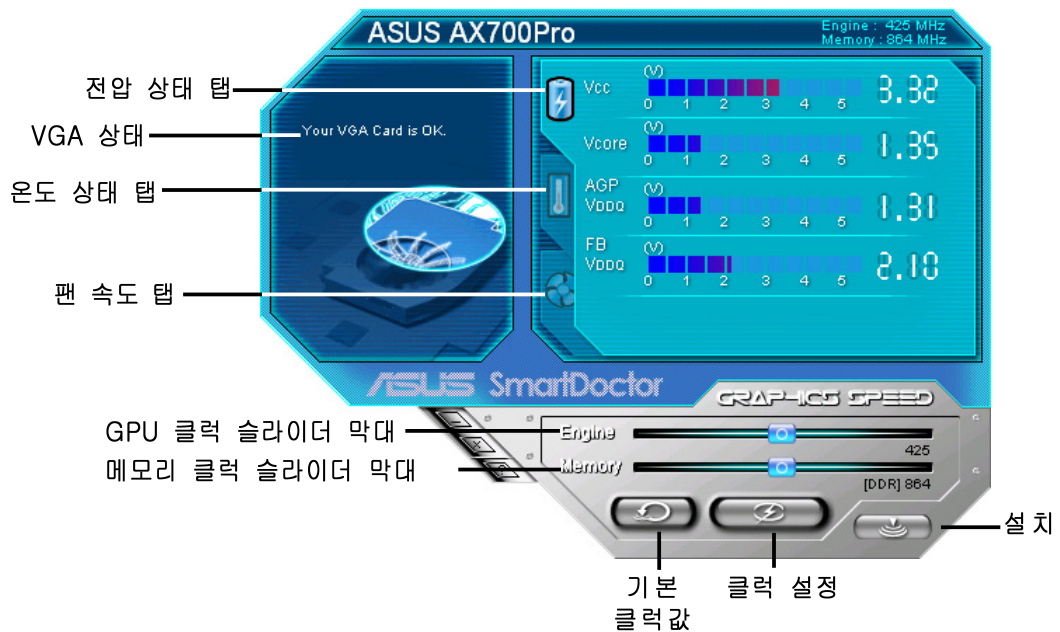 ASUS AX700Pro
Engine : 425 MHz
Memory : 864 MHz
전압 상태 탭
VGA 상태
온도 상태 탭
팬 속도 탭
Your VGA Card is OK.
Vcc
(V)
0 1 2 3 4 5
3.32
Vcore
(V)
0 1 2 3 4 5
1.35
AGP
VDDQ
(V)
0 1 2 3 4 5
1.31
FB
VDDQ
(V)
0 1 2 3 4 5
2.10
ASUS SmartDoctor
GRAPHICS SPEED
GPU 클럭 슬라이더 막대
Engine
425
메모리 클럭 슬라이더 막대
Memory
[DDR] 864
설치
기본
클럭값
클럭 설정